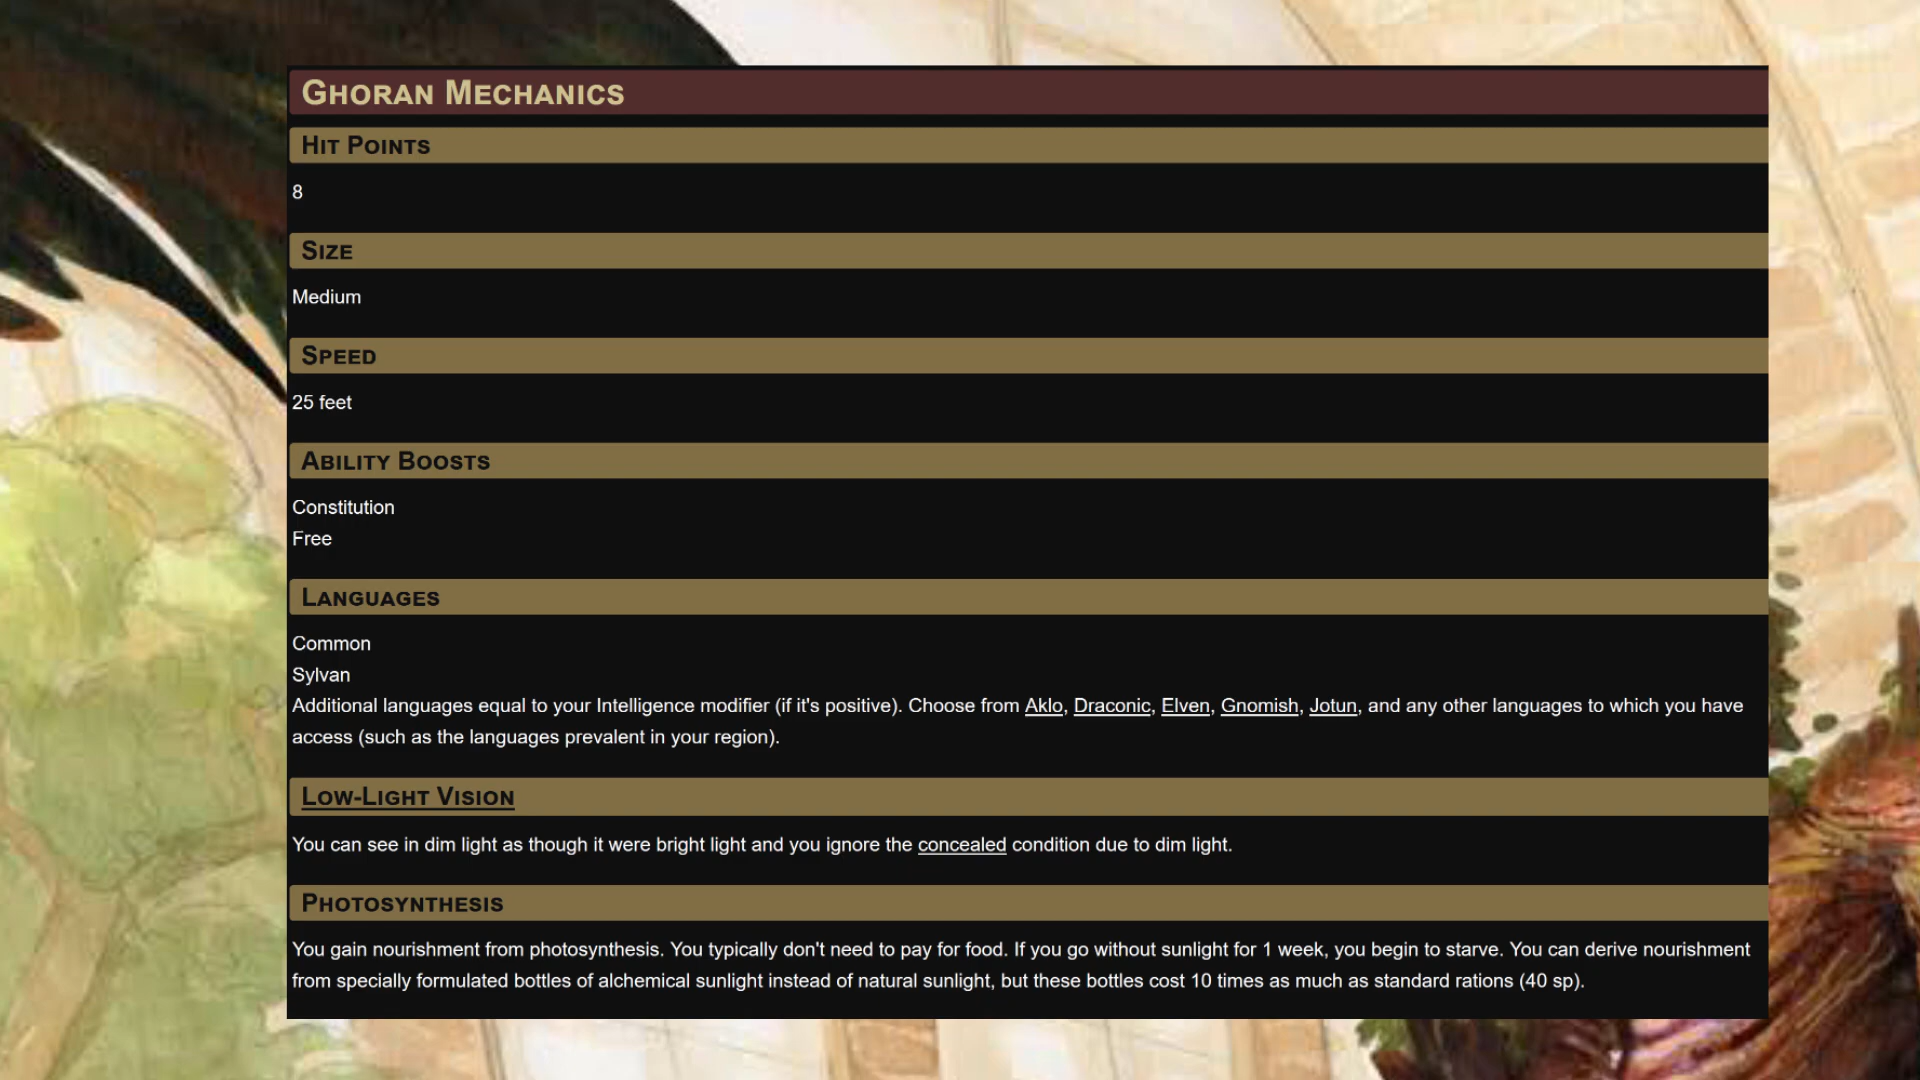 Ghoran Mechanics
Hit Points
8
Size
Medium
Speed
25 feet
Ability Boosts
Constitution
Free
Languages
Common
Sylvan
Additional languages equal to your Intelligence modifier (if it's positive). Choose from Aklo, Draconic, Elven, Gnomish, Jotun, and any other languages to which you have
access (such as the languages prevalent in your region).
Low-Light Vision
You can see in dim light as though it were bright light and you ignore the concealed condition due to dim light.
Photosynthesis
You gain nourishment from photosynthesis. You typically don't need to pay for food. If you go without sunlight for 1 week, you begin to starve. You can derive nourishment
from specially formulated bottles of alchemical sunlight instead of natural sunlight, but these bottles cost 10 times as much as standard rations (40 sp).